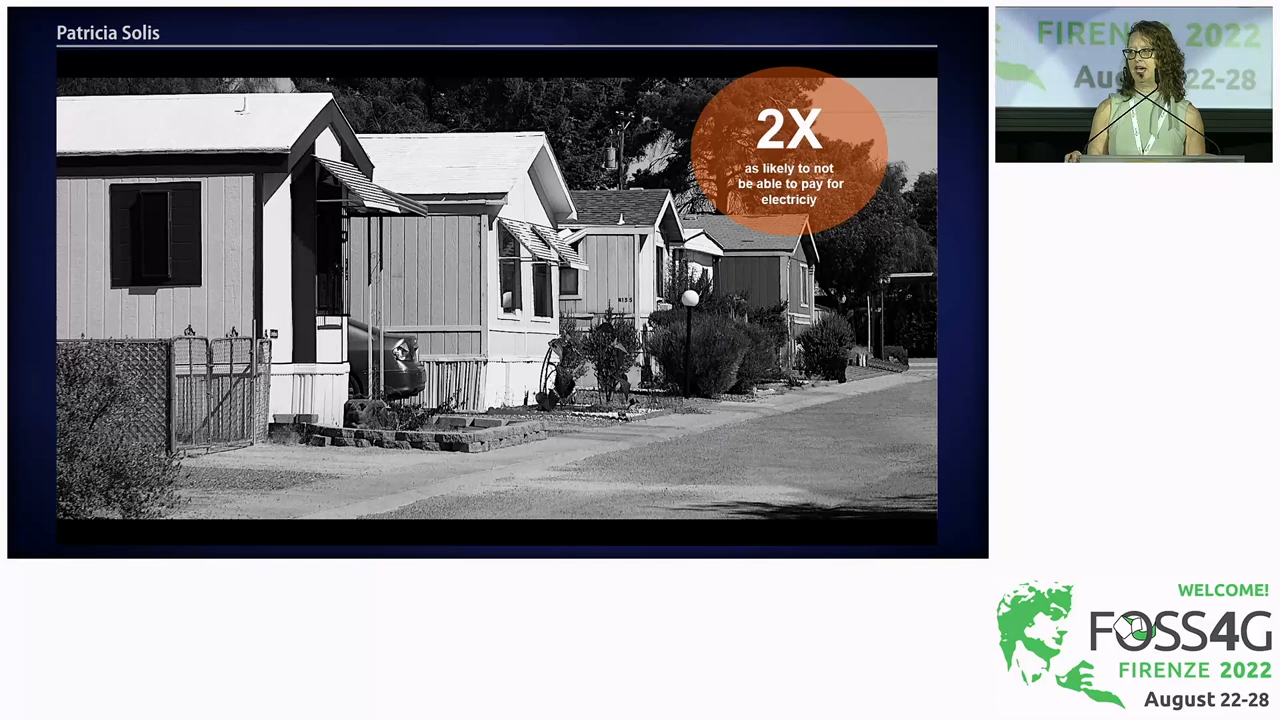 Patricia Solis
2X
as likely to not
be able to pay for
electriciy
FIRENZE 2022
22-28
WELCOME!
FOSS4G
FIRENZE 2022
August 22-28